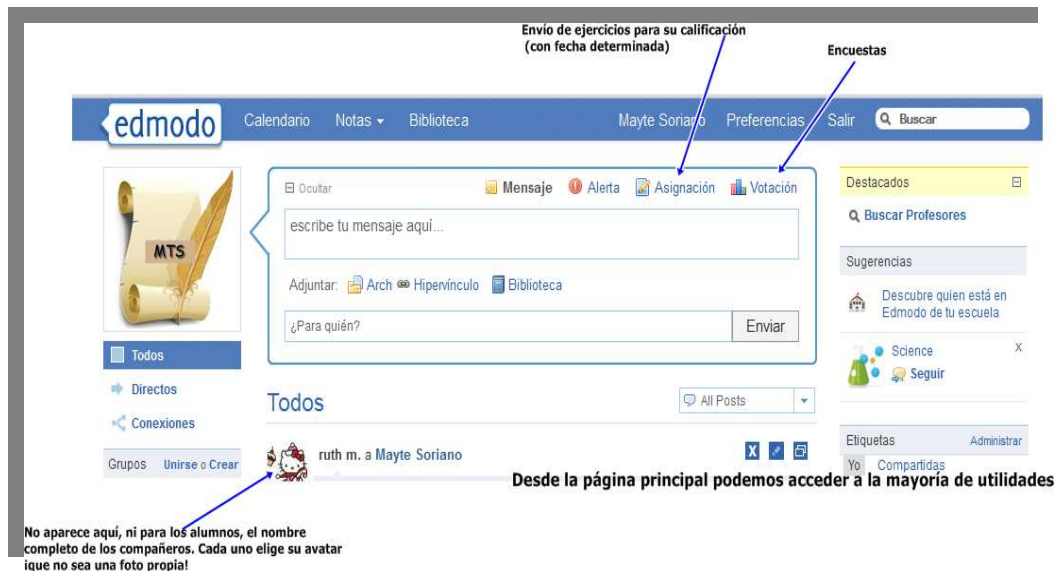 Envío de ejercicios para su calificación
(con fecha determinada)
Encuestas
edmodo
Calendario Notas Biblioteca Mayte Soriano Preferencias Salir Buscar
MTS
Ocultar Mensaje Alerta Asignación Votación
escribe tu mensaje aquí...
Adjuntar: Arch Hipervínculo Biblioteca
¿Para quién? Enviar
Destacados
Buscar Profesores
Sugerencias
Descubre quien está en
Edmodo de tu escuela
Science X
Seguir
Todos
Directos
Conexiones
Grupos Unirse o Crear
Todos All Posts
ruth m. a Mayte Soriano
Etiquetas Administrar
Yo Compartidas
Desde la página principal podemos acceder a la mayoría de utilidades
No aparece aquí, ni para los alumnos, el nombre
completo de los compañeros. Cada uno elige su avatar
¡que no sea una foto propia!